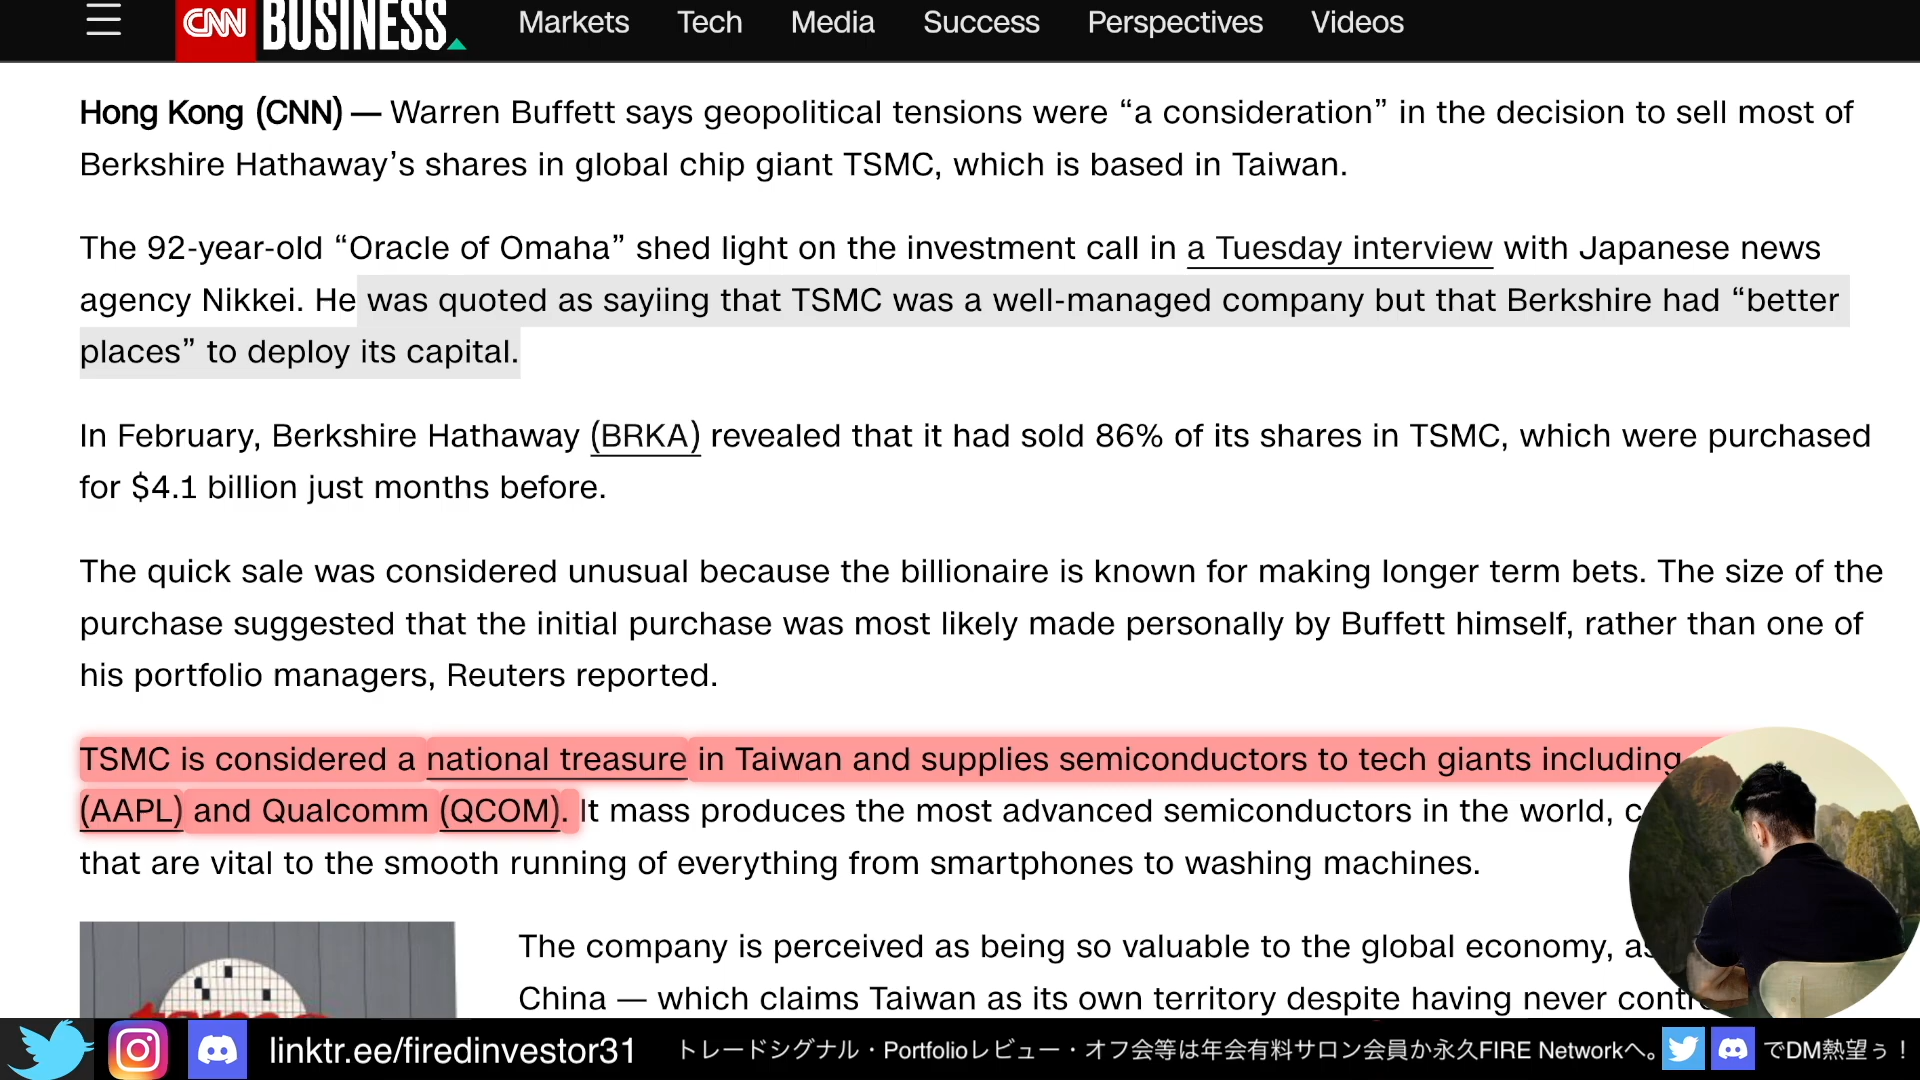 CNN BUSINESS Markets Tech Media Success Perspectives Videos
Hong Kong (CNN) — Warren Buffett says geopolitical tensions were “a consideration” in the decision to sell most of
Berkshire Hathaway’s shares in global chip giant TSMC, which is based in Taiwan.
The 92-year-old “Oracle of Omaha” shed light on the investment call in a Tuesday interview with Japanese news
agency Nikkei. He was quoted as sayiing that TSMC was a well-managed company but that Berkshire had “better
places” to deploy its capital.
In February, Berkshire Hathaway (BRKA) revealed that it had sold 86% of its shares in TSMC, which were purchased
for $4.1 billion just months before.
The quick sale was considered unusual because the billionaire is known for making longer term bets. The size of the
purchase suggested that the initial purchase was most likely made personally by Buffett himself, rather than one of
his portfolio managers, Reuters reported.
TSMC is considered a national treasure in Taiwan and supplies semiconductors to tech giants including
(AAPL) and Qualcomm (QCOM). It mass produces the most advanced semiconductors in the world,
that are vital to the smooth running of everything from smartphones to washing machines.
The company is perceived as being so valuable to the global economy,
China — which claims Taiwan as its own territory despite having never
linktr.ee/firedinvestor31 トレードシグナル・Portfolioレビュー・オフ会等は年会有料サロン会員か永久FIRE Networkへ。 でDM熱望ぅ！